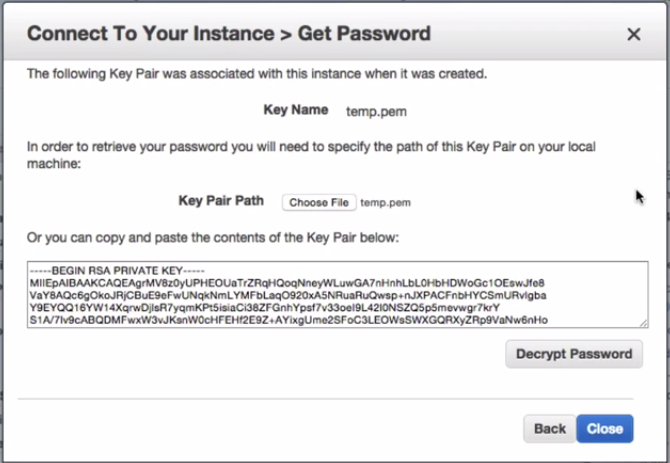 Connect To Your Instance > Get Password
The following Key Pair was associated with this instance when it was created.
Key Name temp.pem
In order to retrieve your password you will need to specify the path of this Key Pair on your local
machine:
Key Pair Path Choose File temp.pem
Or you can copy and paste the contents of the Key Pair below:
-----BEGIN RSA PRIVATE KEY-----
Decrypt Password
Back Close